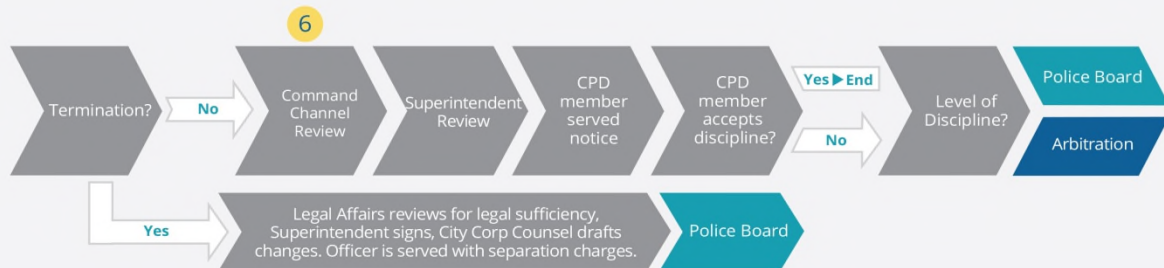 6
Termination?
No
Command
Channel
Review
Superintendent
Review
CPD
member
served
notice
CPD
member
accepts
discipline?
Yes ▶ End
No
Level of
Discipline?
Police Board
Arbitration
Yes
Legal Affairs reviews for legal sufficiency,
Superintendent signs, City Corp Counsel drafts
changes. Officer is served with separation charges.
Police Board